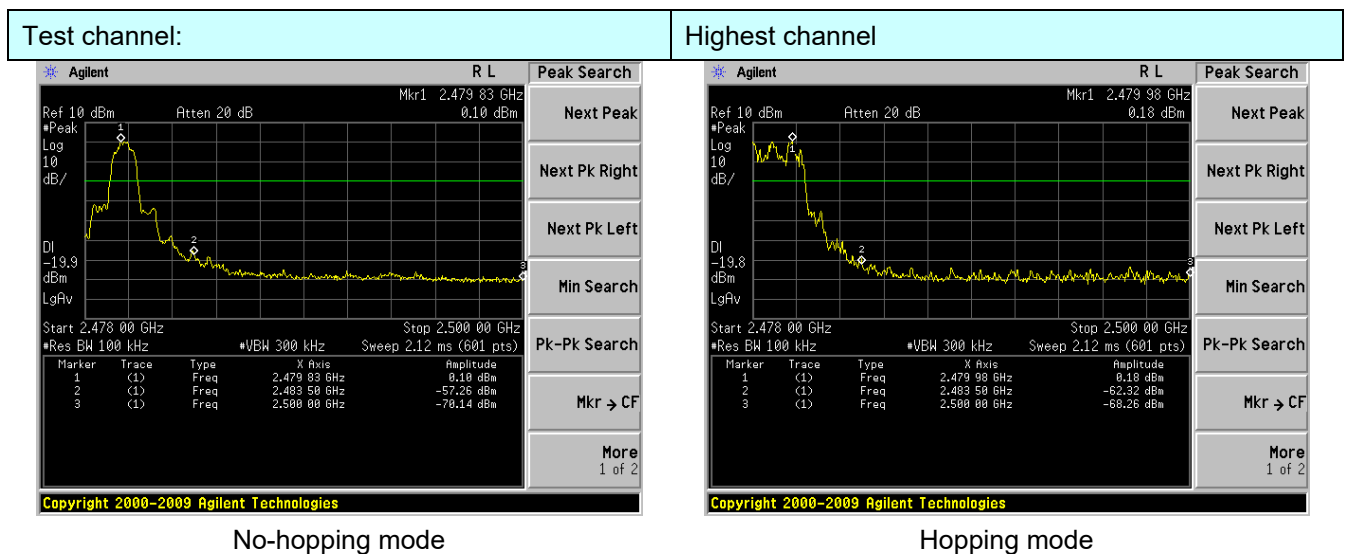 Test channel: Highest channel
Agilent R L Peak Search
Mkr1 2.479 83 GHz
Ref 10 dBm Atten 20 dB 0.10 dBm
#Peak
Log
10
dB/
1
2
3
DI
-19.9
dBm
LgAv
Start 2.478 00 GHz Stop 2.500 00 GHz
#Res BW 100 kHz #VBW 300 kHz Sweep 2.12 ms (601 pts)
Marker Trace Type X Axis Amplitude
1 (1) Freq 2.479 83 GHz 0.10 dBm
2 (1) Freq 2.483 50 GHz -57.26 dBm
3 (1) Freq 2.500 00 GHz -70.14 dBm
Copyright 2000-2009 Agilent Technologies
Next Peak
Next Pk Right
Next Pk Left
Min Search
Pk-Pk Search
Mkr → CF
More
1 of 2
No-hopping mode
Agilent R L Peak Search
Mkr1 2.479 98 GHz
Ref 10 dBm Atten 20 dB 0.18 dBm
#Peak
Log
10
dB/
1
2
3
DI
-19.8
dBm
LgAv
Start 2.478 00 GHz Stop 2.500 00 GHz
#Res BW 100 kHz #VBW 300 kHz Sweep 2.12 ms (601 pts)
Marker Trace Type X Axis Amplitude
1 (1) Freq 2.479 98 GHz 0.18 dBm
2 (1) Freq 2.483 50 GHz -62.32 dBm
3 (1) Freq 2.500 00 GHz -68.26 dBm
Copyright 2000-2009 Agilent Technologies
Next Peak
Next Pk Right
Next Pk Left
Min Search
Pk-Pk Search
Mkr → CF
More
1 of 2
Hopping mode